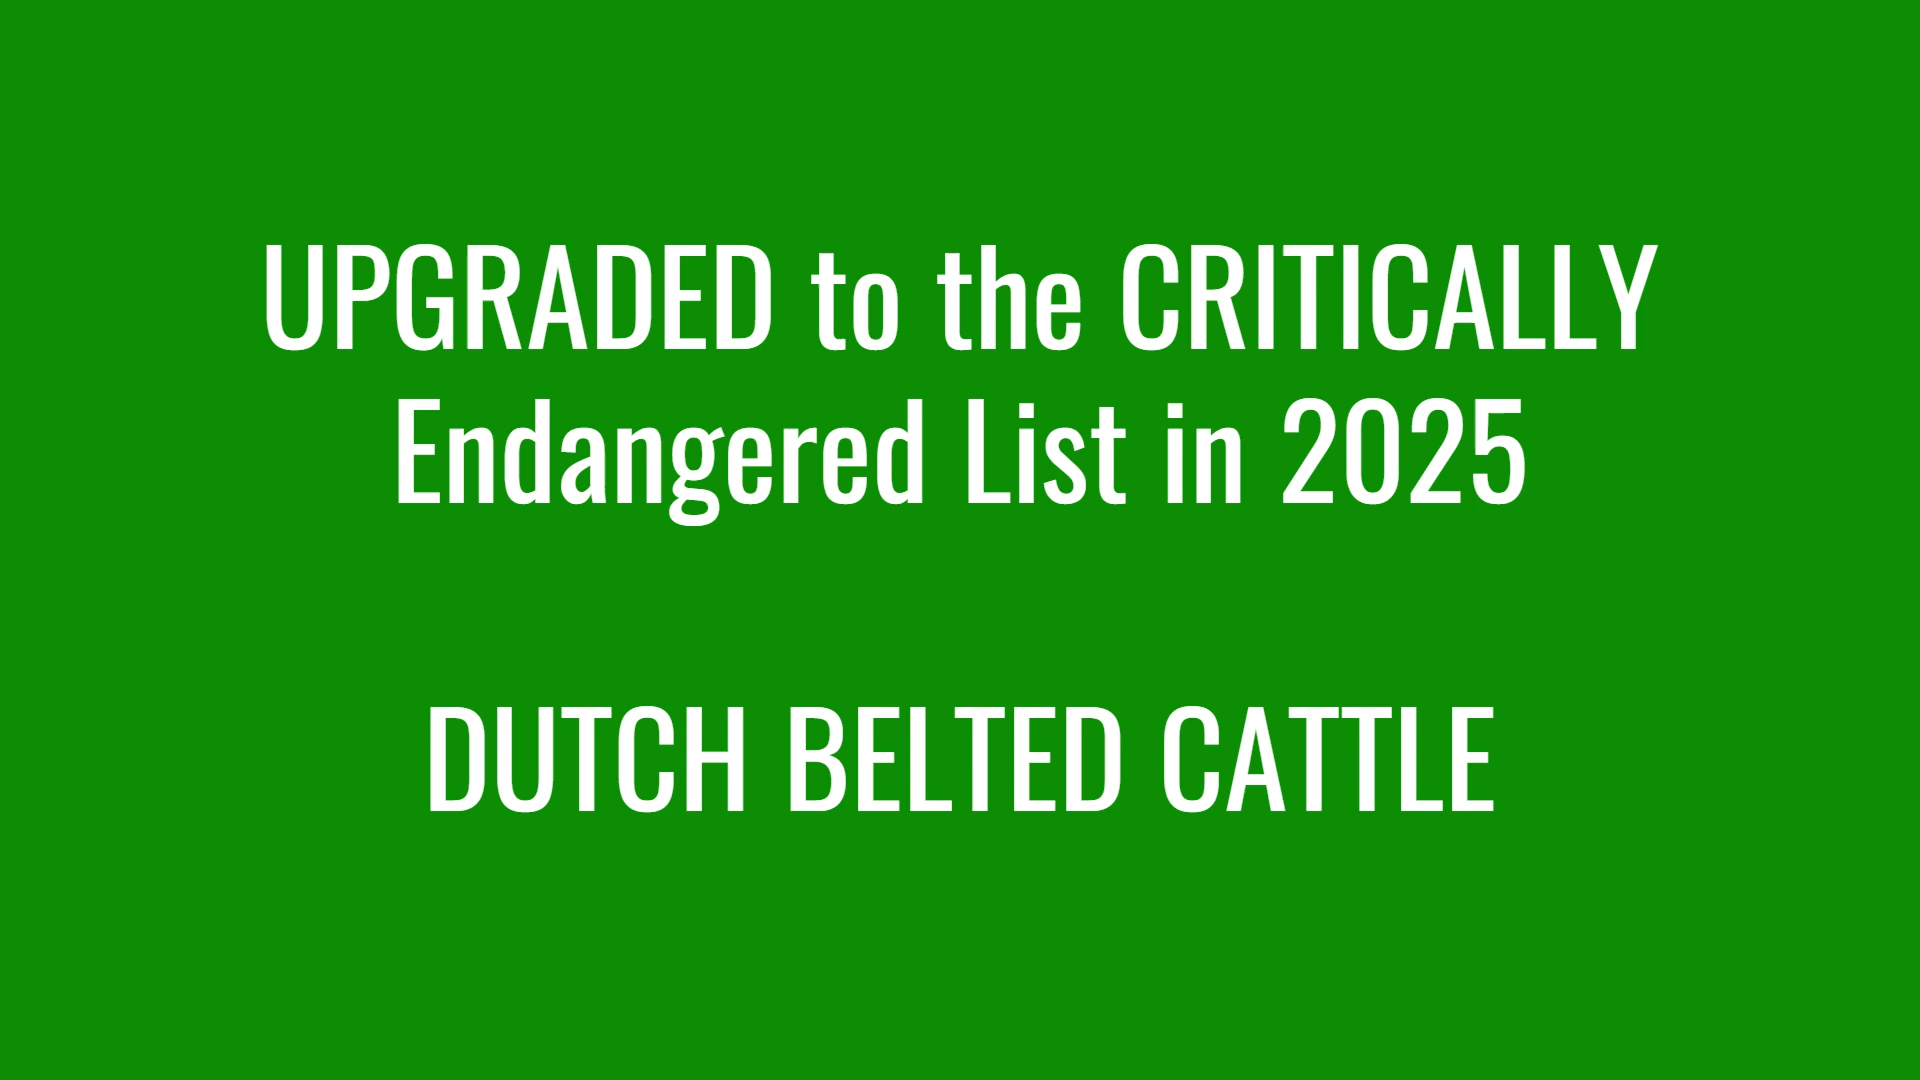 UPGRADED to the CRITICALLY
Endangered List in 2025
DUTCH BELTED CATTLE